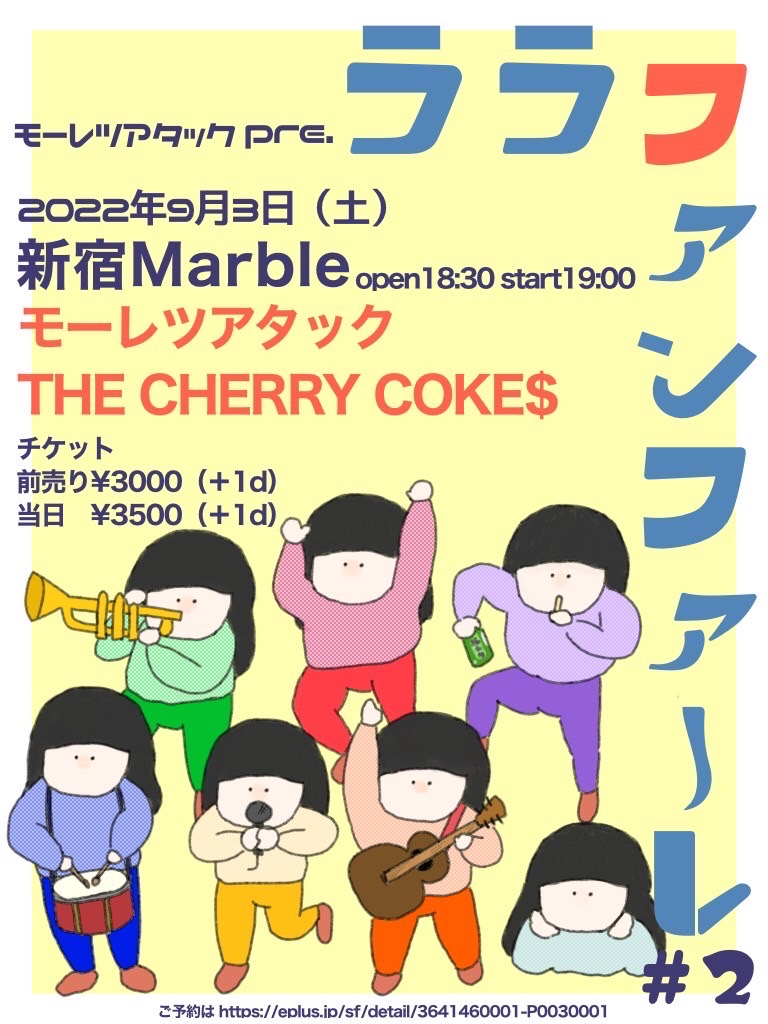 モーレツアタック pre.
ララファンファーレ
#2
2022年9月3日（土）
新宿Marble open18:30 start19:00
モーレツアタック
THE CHERRY COKE$
チケット
前売り¥3000（＋1d）
当日　¥3500（＋1d）
ご予約は https://eplus.jp/sf/detail/3641460001-P0030001